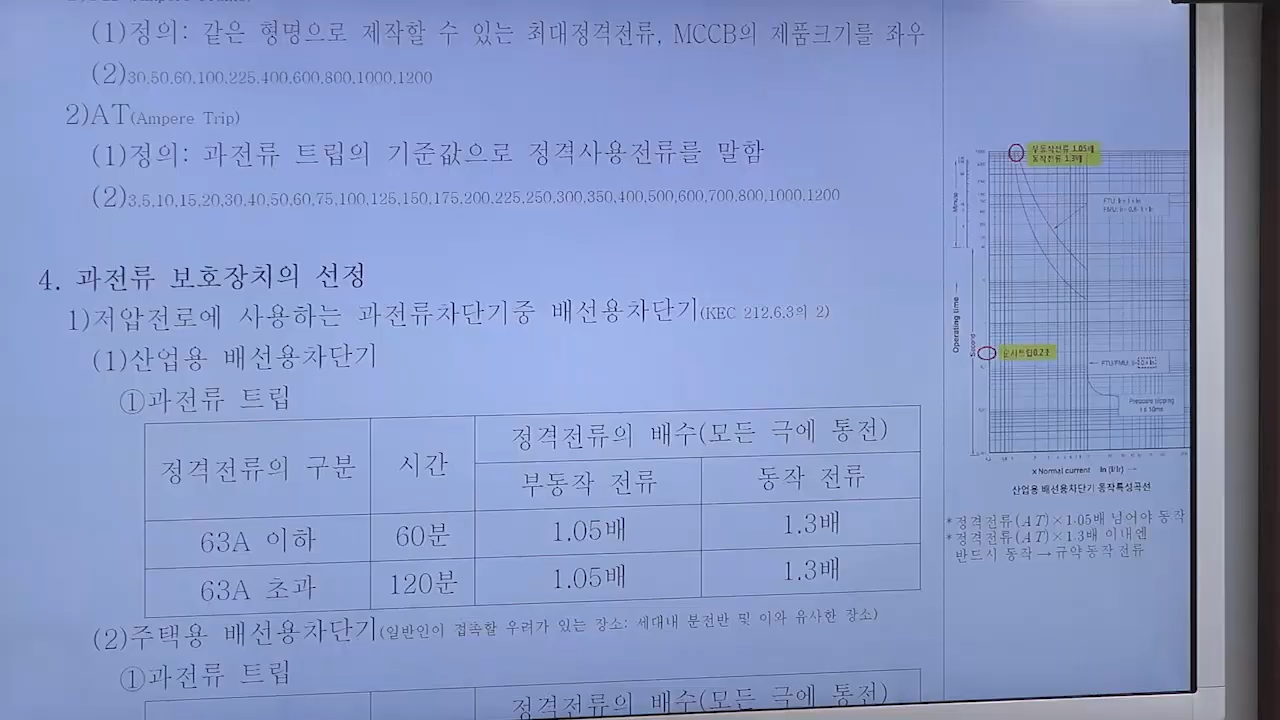 (1)정의: 같은 형명으로 제작할 수 있는 최대정격전류, MCCB의 제품크기를 좌우
(2)30,50,60,100,225,400,600,800,1000,1200
2)AT(Ampere Trip)
(1)정의: 과전류 트립의 기준값으로 정격사용전류를 말함
(2)3,5,10,15,20,30,40,50,60,75,100,125,150,175,200,225,250,300,350,400,500,600,700,800,1000,1200
4. 과전류 보호장치의 선정
1)저압전로에 사용하는 과전류차단기중 배선용차단기(KEC 212.6.3의 2)
(1)산업용 배선용차단기
①과전류 트립
정격전류의 구분 시간 정격전류의 배수(모든 극에 통전)
부동작 전류 동작 전류
63A 이하 60분 1.05배 1.3배
63A 초과 120분 1.05배 1.3배
(2)주택용 배선용차단기(일반인이 접촉할 우려가 있는 장소: 세대내 분전반 및 이와 유사한 장소)
①과전류 트립
정격전류의 배수(모든 극에 통전)
부동작전류 1.05배
동작전류 1.3배
Minute
Operating time
Second
순시트립0.2초
Pressure tripping
t≤10ms
x Normal current In (I/Ir)
산업용 배선용차단기 동작특성곡선
*정격전류(AT)×1.05배 넘어야 동작
*정격전류(AT)×1.3배 이내엔
반드시 동작→규약동작 전류